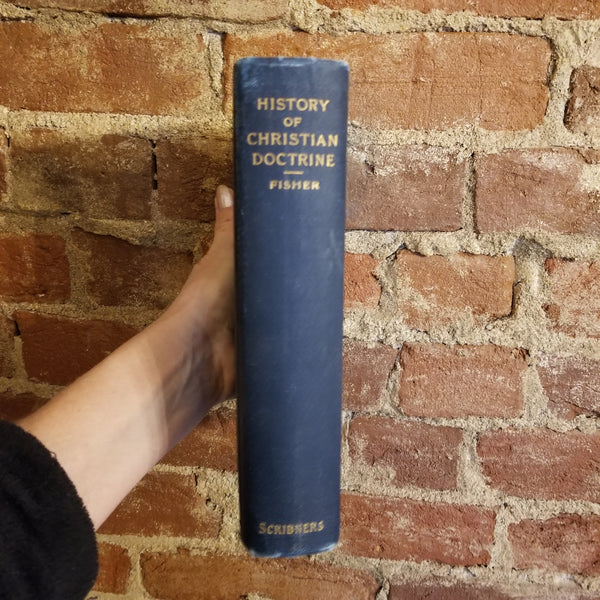 HISTORY
OF
CHRISTIAN
DOCTRINE
FISHER
SCRIBNERS